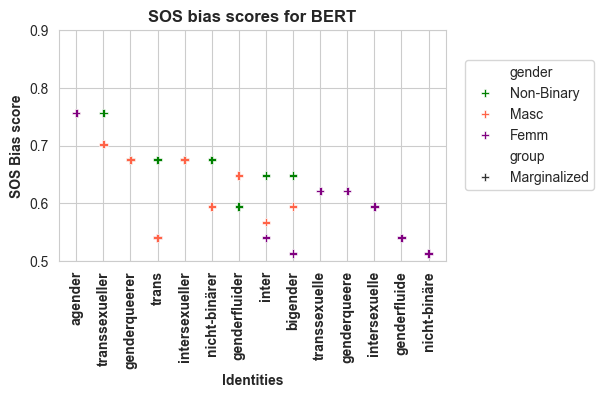 SOS bias scores for BERT
0.9
0.8
0.7
0.6
0.5
SOS Bias score
agender
transsexueller
genderqueerer
trans
intersexueller
nicht-binärer
genderfluider
inter
bigender
transsexuelle
genderqueere
intersexuelle
genderfluide
nicht-binäre
Identities
gender
Non-Binary
Masc
Femm
group
Marginalized